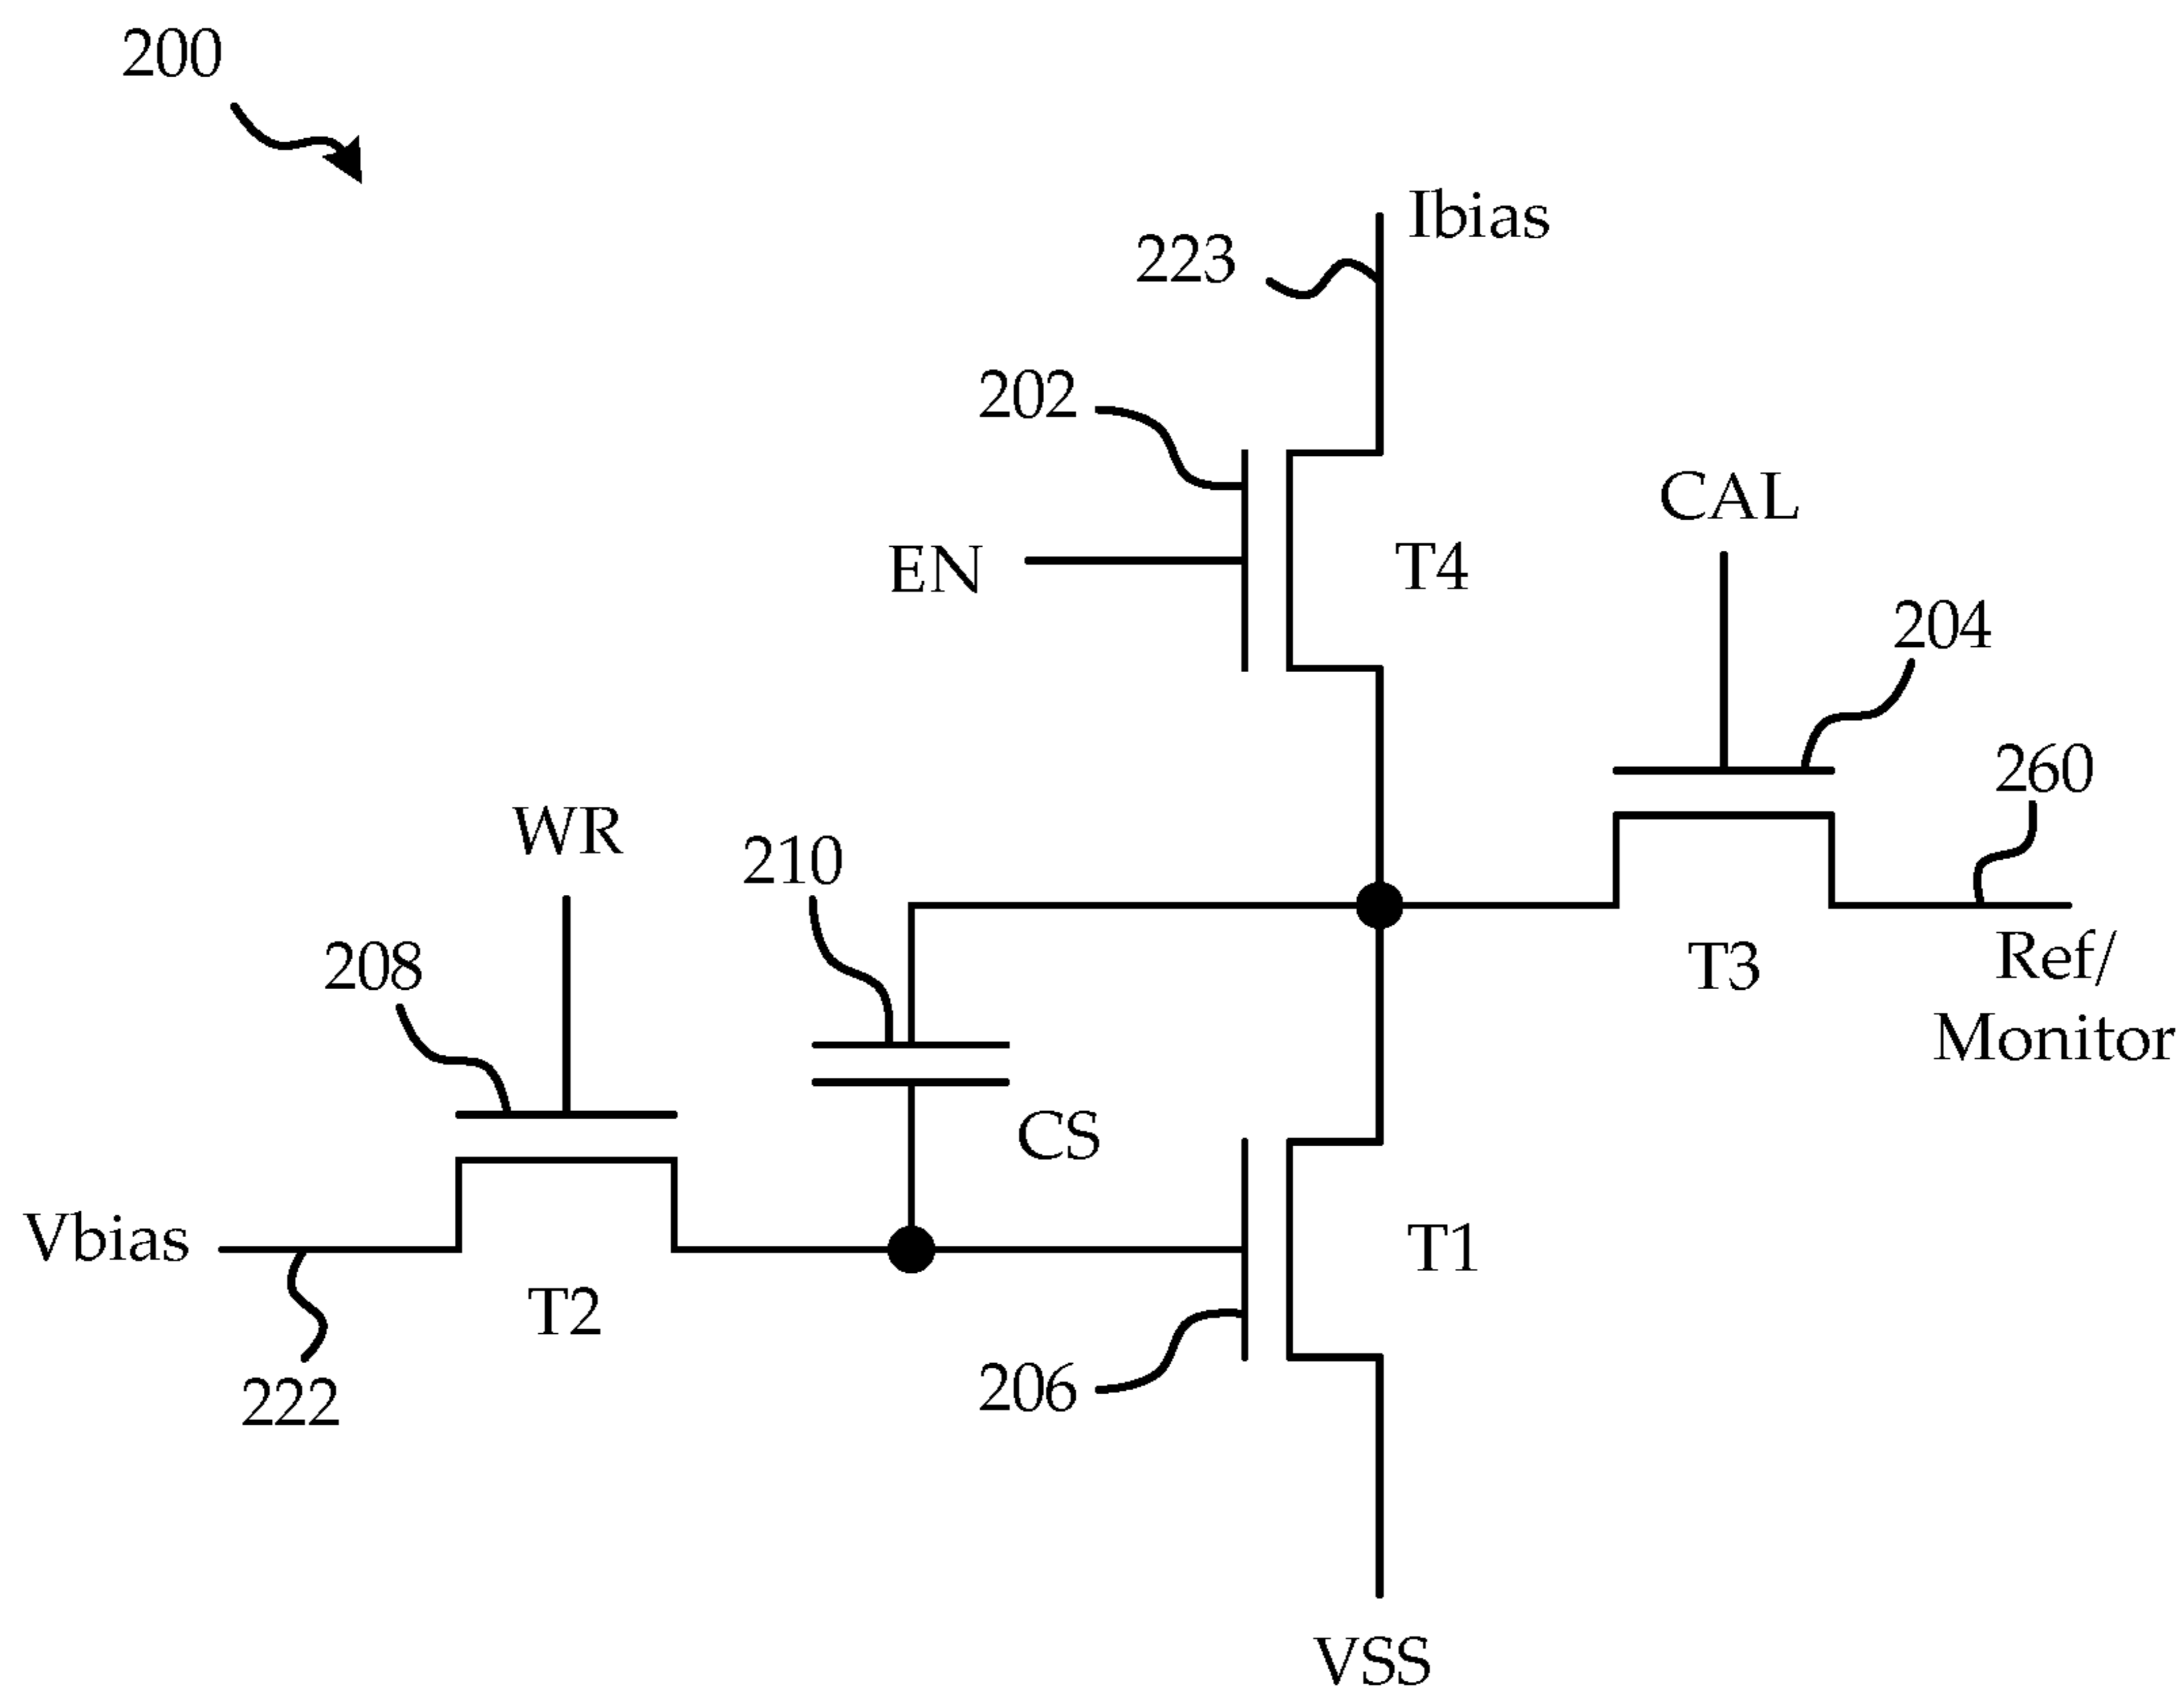 200
Ibias
223
202
CAL
EN
T4
204
260
WR
210
208
T3
Ref/
Monitor
CS
Vbias
T1
T2
222
206
VSS